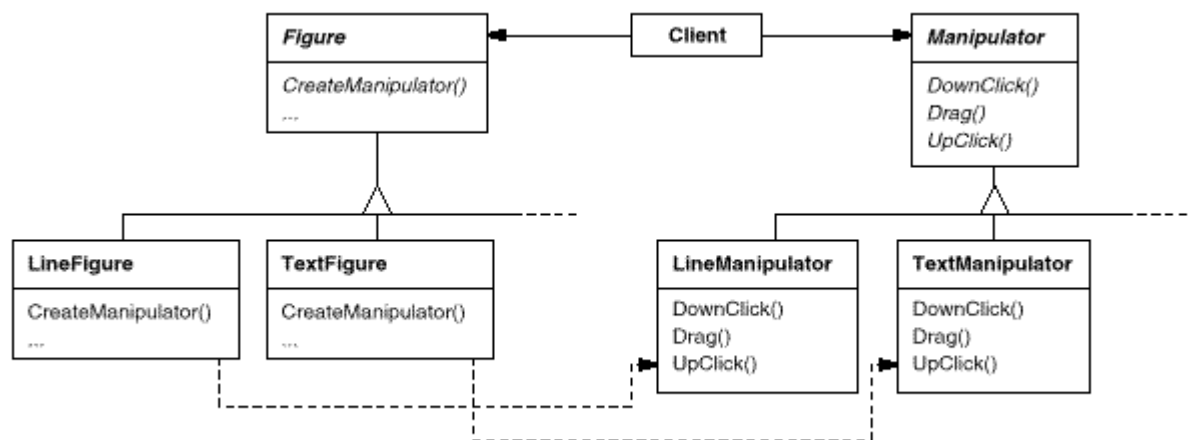 Figure
CreateManipulator()
...
Client
Manipulator
DownClick()
Drag()
UpClick()
LineFigure
CreateManipulator()
...
TextFigure
CreateManipulator()
...
LineManipulator
DownClick()
Drag()
UpClick()
TextManipulator
DownClick()
Drag()
UpClick()